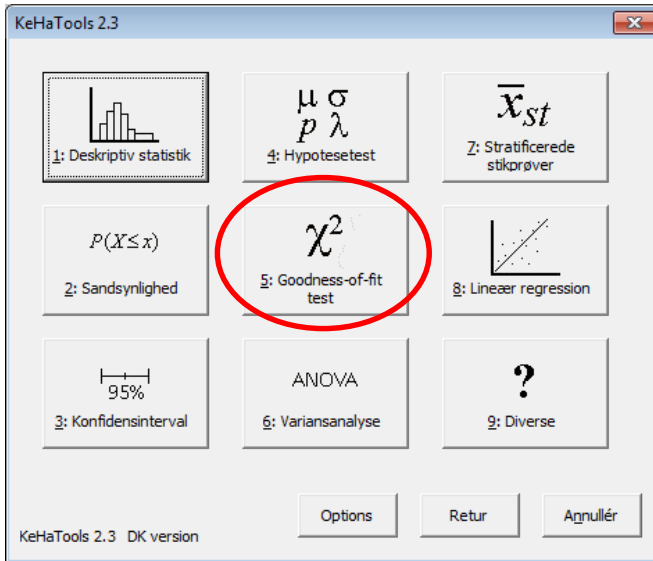 KeHaTools 2.3
1: Deskriptiv statistik
μ σ
p λ
4: Hypotesetest
x̅st
7: Stratificerede
stikprøver
P(X≤x)
2: Sandsynlighed
χ²
5: Goodness-of-fit
test
8: Lineær regression
95%
3: Konfidensinterval
ANOVA
6: Variansanalyse
?
9: Diverse
Options
Retur
Annullér
KeHaTools 2.3 DK version